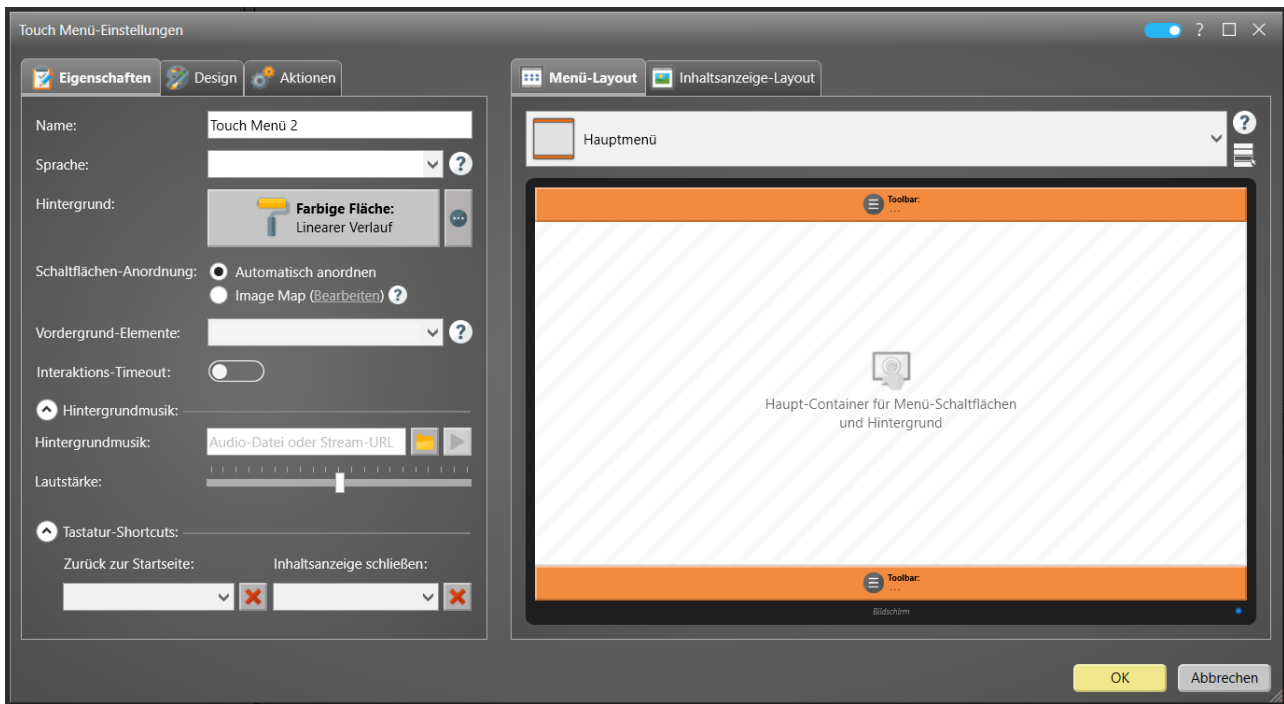 Touch Menü-Einstellungen
?
Eigenschaften
Design
Aktionen
Name:
Touch Menü 2
Sprache:
?
Hintergrund:
Farbige Fläche:
Linearer Verlauf
Schaltflächen-Anordnung:
Automatisch anordnen
Image Map (Bearbeiten) ?
Vordergrund-Elemente:
?
Interaktions-Timeout:
Hintergrundmusik:
Hintergrundmusik:
Audio-Datei oder Stream-URL
Lautstärke:
Tastatur-Shortcuts:
Zurück zur Startseite:
Inhaltsanzeige schließen:
Menü-Layout
Inhaltsanzeige-Layout
Hauptmenü
?
Toolbar:
...
Haupt-Container für Menü-Schaltflächen
und Hintergrund
Toolbar:
...
Bildschirm
OK
Abbrechen